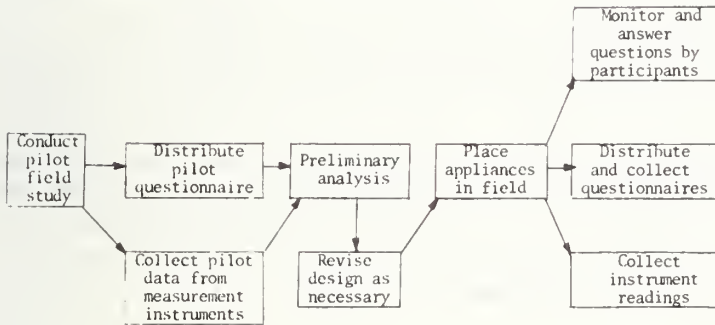 Conduct
pilot
field
study
Distribute
pilot
questionnaire
Collect pilot
data from
measurement
instruments
Preliminary
analysis
Revise
design as
necessary
Place
appliances
in field
Monitor and
answer
questions by
participants
Distribute
and collect
questionnaires
Collect
instrument
readings